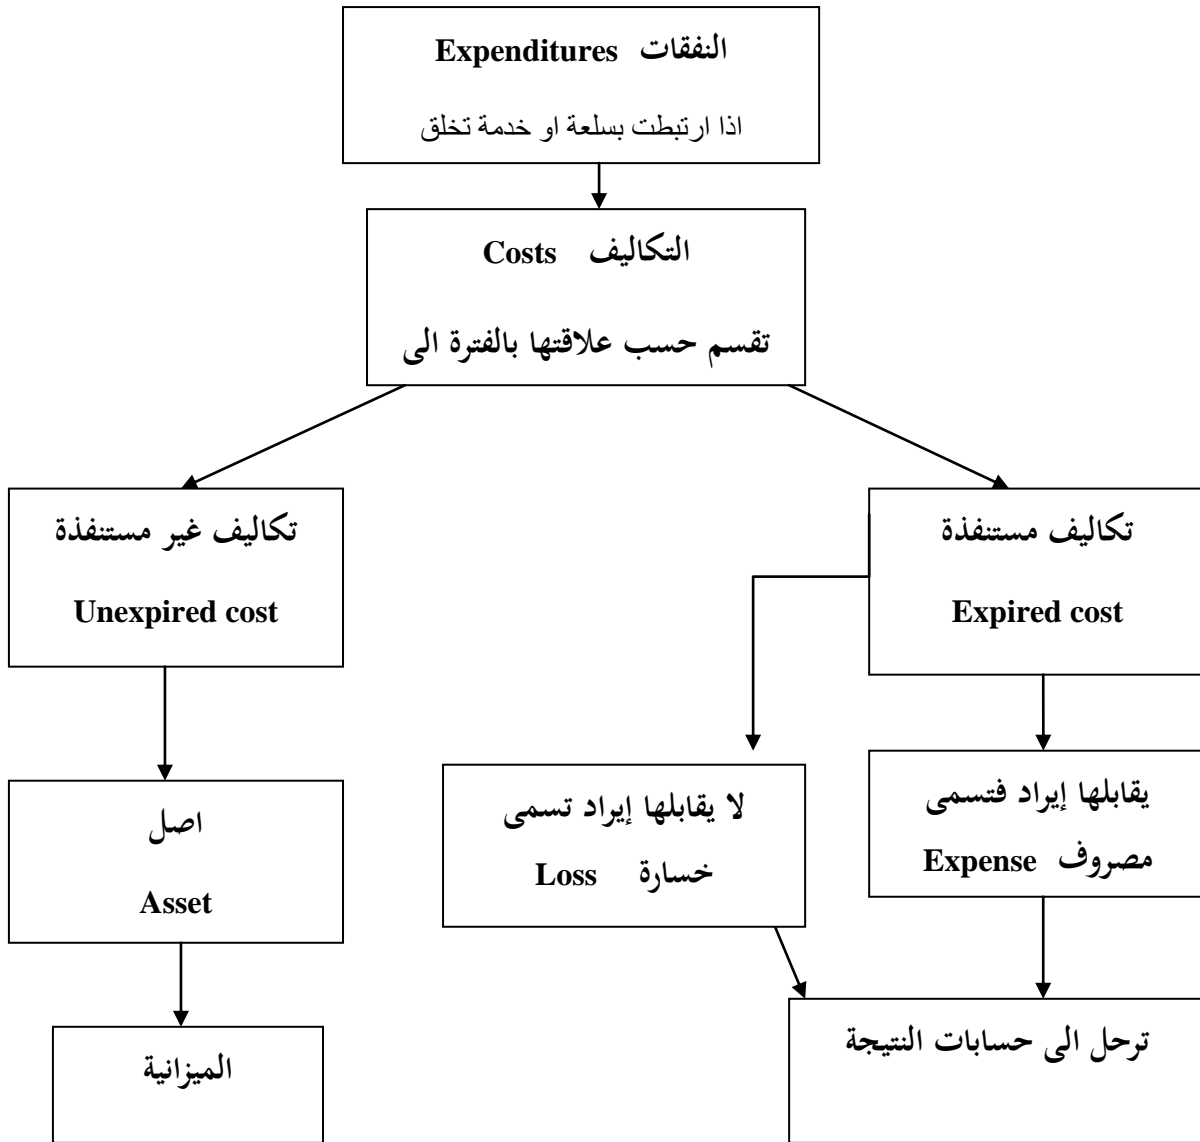 النفقات Expenditures
اذا ارتبطت بسلعة او خدمة تخلق
التكاليف Costs
تقسم حسب علاقتها بالفترة الى
تكاليف مستنفذة
Expired cost
تكاليف غير مستنفذة
Unexpired cost
يقابلها إيراد فتسمى
مصروف Expense
لا يقابلها إيراد تسمى
خسارة Loss
اصل
Asset
ترحل الى حسابات النتيجة
الميزانية